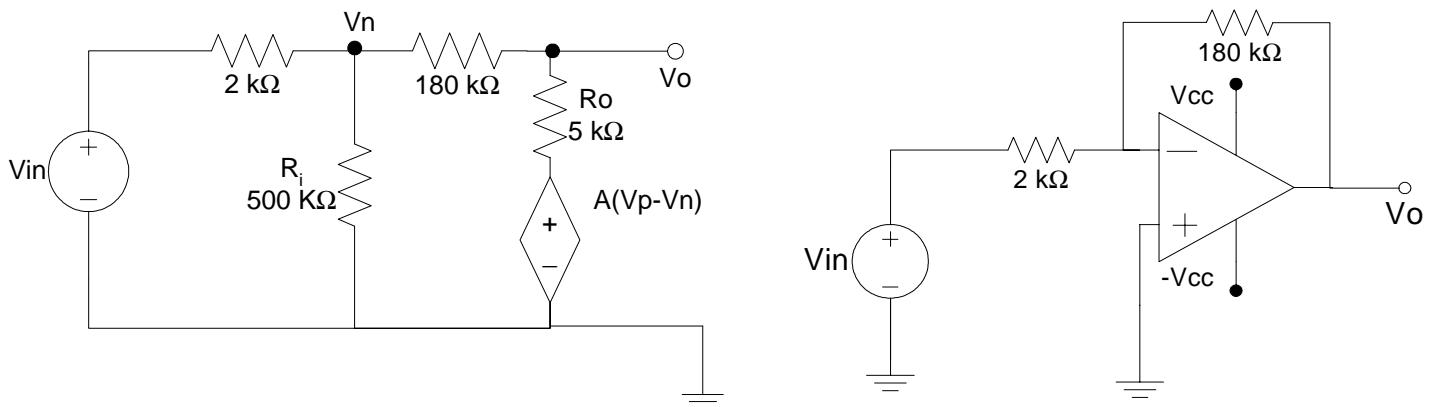 Vn
2 kΩ
180 kΩ
Vo
Ro
5 kΩ
Vin
+
−
Ri
500 KΩ
A(Vp-Vn)
+
−
180 kΩ
Vcc
2 kΩ
−
+
Vo
Vin
+
−
-Vcc